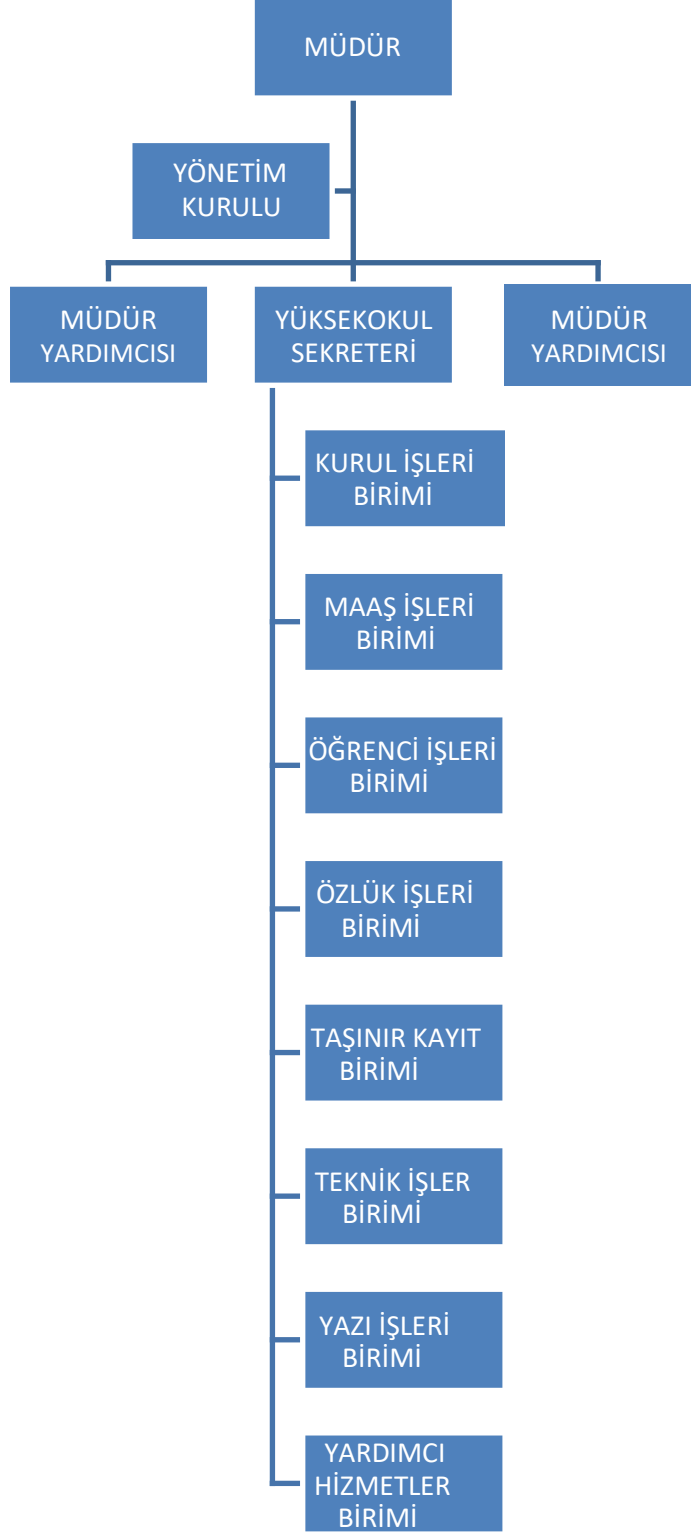 MÜDÜR
YÖNETİM
KURULU
MÜDÜR
YARDIMCISI
YÜKSEKOKUL
SEKRETERİ
MÜDÜR
YARDIMCISI
KURUL İŞLERİ
BİRİMİ
MAAŞ İŞLERİ
BİRİMİ
ÖĞRENCİ İŞLERİ
BİRİMİ
ÖZLÜK İŞLERİ
BİRİMİ
TAŞINIR KAYIT
BİRİMİ
TEKNİK İŞLER
BİRİMİ
YAZI İŞLERİ
BİRİMİ
YARDIMCI
HİZMETLER
BİRİMİ